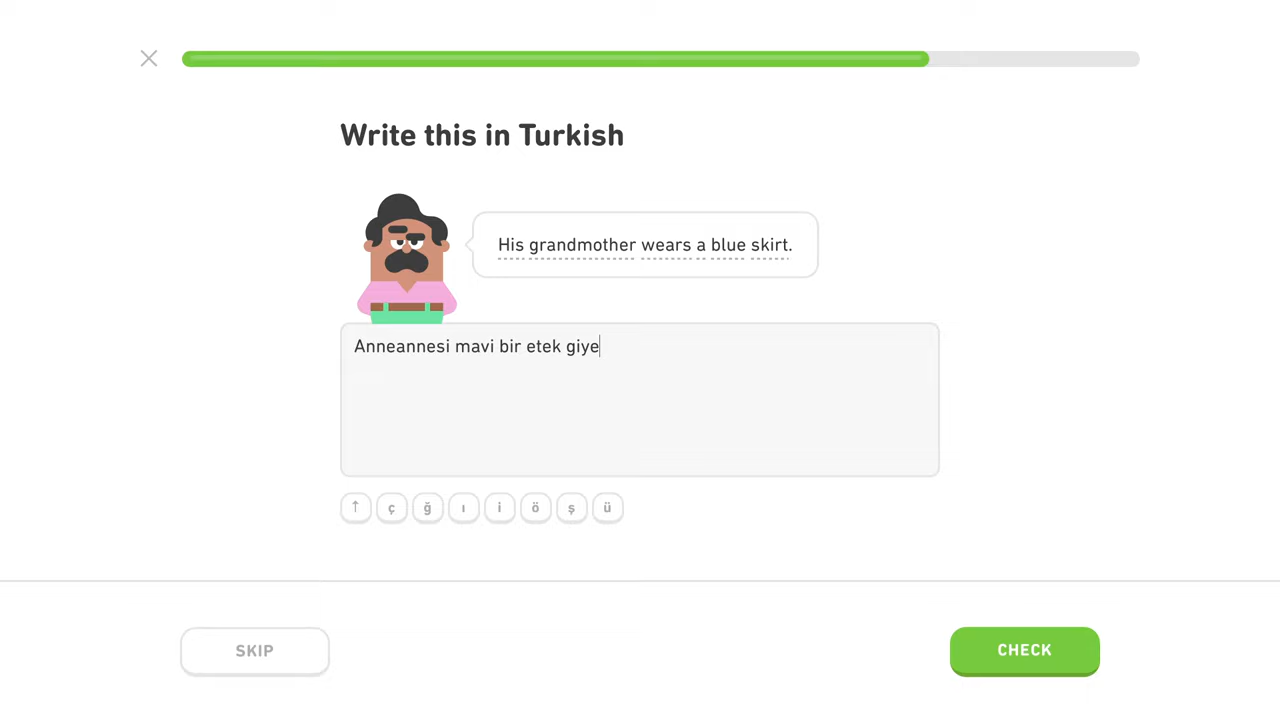 Write this in Turkish
His grandmother wears a blue skirt.
Anneannesi mavi bir etek giye
↑ ç ğ ı i ö ş ü
SKIP
CHECK